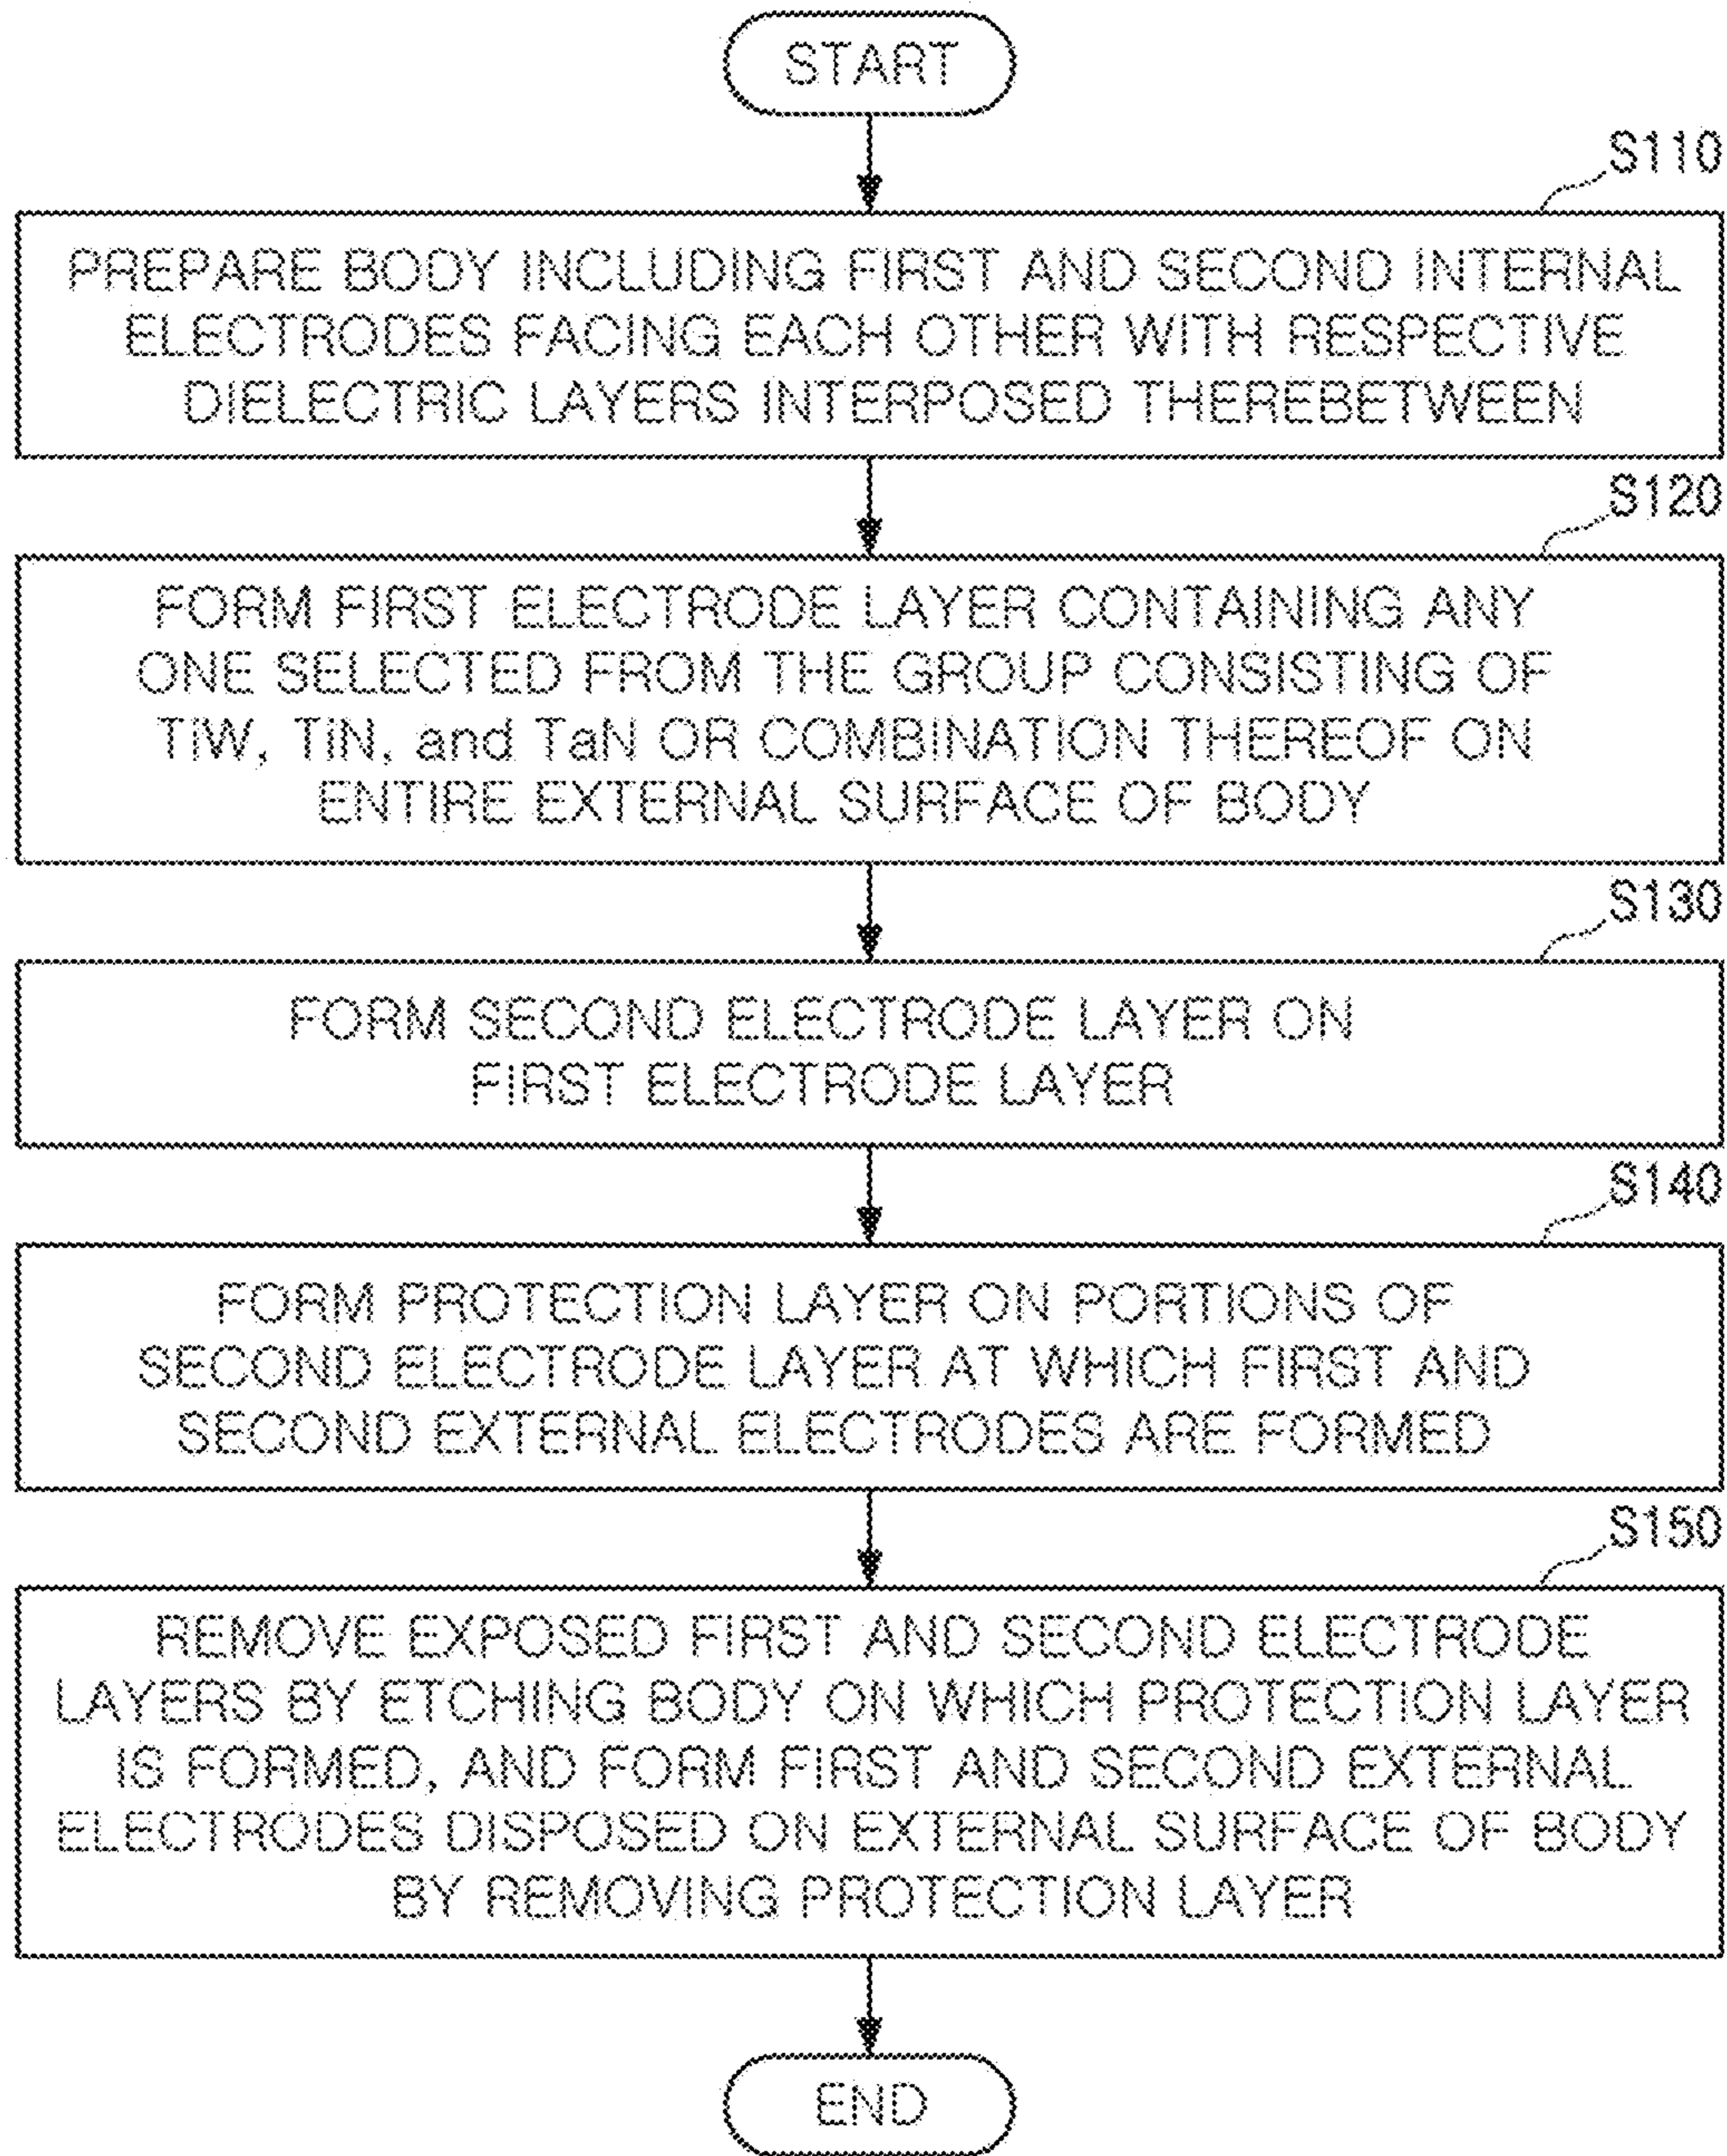 START
S110
PREPARE BODY INCLUDING FIRST AND SECOND INTERNAL
ELECTRODES FACING EACH OTHER WITH RESPECTIVE
DIELECTRIC LAYERS INTERPOSED THEREBETWEEN
S120
FORM FIRST ELECTRODE LAYER CONTAINING ANY
ONE SELECTED FROM THE GROUP CONSISTING OF
TiW, TiN, and TaN OR COMBINATION THEREOF ON
ENTIRE EXTERNAL SURFACE OF BODY
S130
FORM SECOND ELECTRODE LAYER ON
FIRST ELECTRODE LAYER
S140
FORM PROTECTION LAYER ON PORTIONS OF
SECOND ELECTRODE LAYER AT WHICH FIRST AND
SECOND EXTERNAL ELECTRODES ARE FORMED
S150
REMOVE EXPOSED FIRST AND SECOND ELECTRODE
LAYERS BY ETCHING BODY ON WHICH PROTECTION LAYER
IS FORMED, AND FORM FIRST AND SECOND EXTERNAL
ELECTRODES DISPOSED ON EXTERNAL SURFACE OF BODY
BY REMOVING PROTECTION LAYER
END